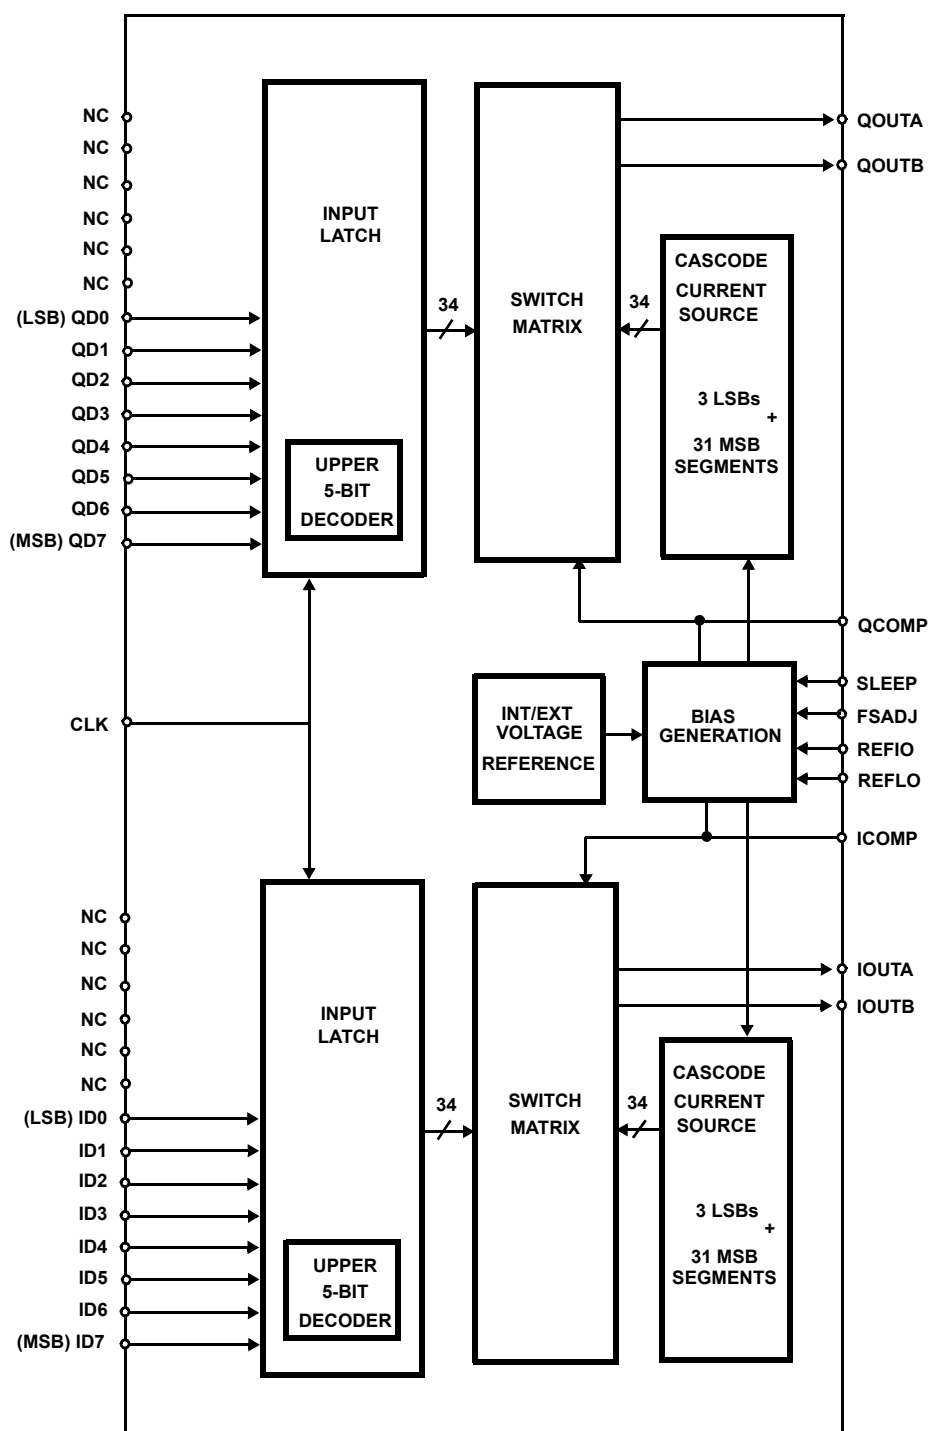 NC
NC
NC
NC
NC
NC
(LSB) QD0
QD1
QD2
QD3
QD4
QD5
QD6
(MSB) QD7
INPUT
LATCH
UPPER
5-BIT
DECODER
34
SWITCH
MATRIX
34
CASCODE
CURRENT
SOURCE
3 LSBs
+
31 MSB
SEGMENTS
QOUTA
QOUTB
QCOMP
CLK
INT/EXT
VOLTAGE
REFERENCE
BIAS
GENERATION
SLEEP
FSADJ
REFIO
REFLO
ICOMP
NC
NC
NC
NC
NC
NC
(LSB) ID0
ID1
ID2
ID3
ID4
ID5
ID6
(MSB) ID7
INPUT
LATCH
UPPER
5-BIT
DECODER
34
SWITCH
MATRIX
34
CASCODE
CURRENT
SOURCE
3 LSBs
+
31 MSB
SEGMENTS
IOUTA
IOUTB